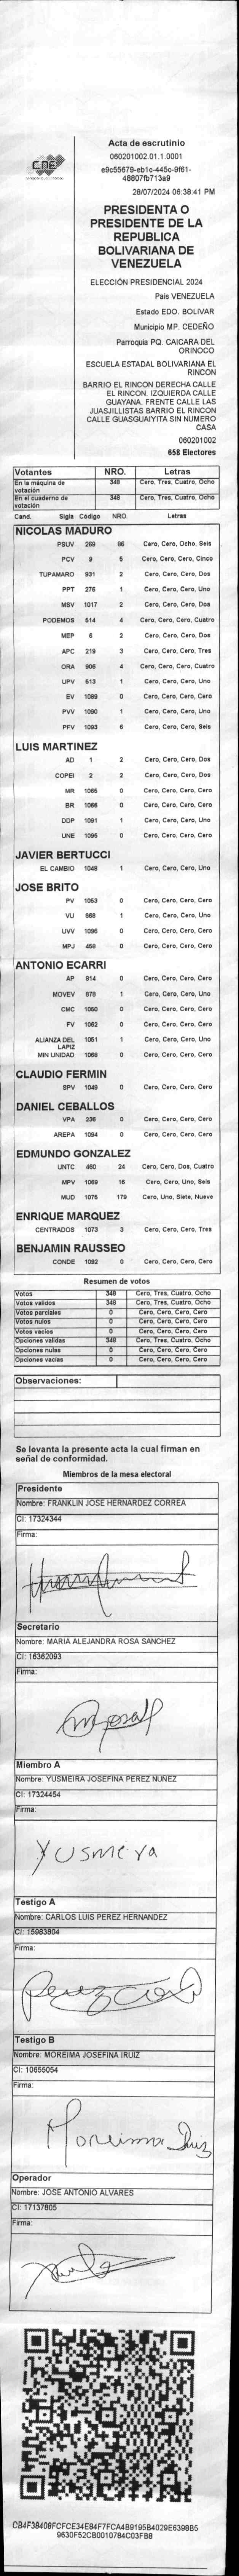 CNE
Acta de escrutinio
060201002.01.1.0001
e9c55679-eb1c-445c-9f61-
48807fb713a9
28/07/2024 06:38:41 PM
PRESIDENTA O
PRESIDENTE DE LA
REPUBLICA
BOLIVARIANA DE
VENEZUELA
ELECCIÓN PRESIDENCIAL 2024
País VENEZUELA
Estado EDO. BOLIVAR
Municipio MP. CEDEÑO
Parroquia PQ. CAICARA DEL
ORINOCO
ESCUELA ESTADAL BOLIVARIANA EL
RINCON
BARRIO EL RINCON DERECHA CALLE
EL RINCON. IZQUIERDA CALLE
GUAYANA. FRENTE CALLE LAS
JUASJILLISTAS BARRIO EL RINCON
CALLE GUASGUAIYITA SIN NUMERO
CASA
060201002
658 Electores
Votantes NRO. Letras
En la máquina de votación 348 Cero, Tres, Cuatro, Ocho
En el cuaderno de votación 348 Cero, Tres, Cuatro, Ocho
Cand. Sigla Código NRO. Letras
NICOLAS MADURO
PSUV 269 86 Cero, Cero, Ocho, Seis
PCV 9 5 Cero, Cero, Cero, Cinco
TUPAMARO 931 2 Cero, Cero, Cero, Dos
PPT 276 1 Cero, Cero, Cero, Uno
MSV 1017 2 Cero, Cero, Cero, Dos
PODEMOS 514 4 Cero, Cero, Cero, Cuatro
MEP 6 2 Cero, Cero, Cero, Dos
APC 219 3 Cero, Cero, Cero, Tres
ORA 906 4 Cero, Cero, Cero, Cuatro
UPV 513 1 Cero, Cero, Cero, Uno
EV 1089 0 Cero, Cero, Cero, Cero
PVV 1090 1 Cero, Cero, Cero, Uno
PFV 1093 6 Cero, Cero, Cero, Seis
LUIS MARTINEZ
AD 1 2 Cero, Cero, Cero, Dos
COPEI 2 2 Cero, Cero, Cero, Dos
MR 1065 0 Cero, Cero, Cero, Cero
BR 1066 0 Cero, Cero, Cero, Cero
DDP 1091 1 Cero, Cero, Cero, Uno
UNE 1095 0 Cero, Cero, Cero, Cero
JAVIER BERTUCCI
EL CAMBIO 1048 1 Cero, Cero, Cero, Uno
JOSE BRITO
PV 1053 0 Cero, Cero, Cero, Cero
VU 868 1 Cero, Cero, Cero, Uno
UVV 1096 0 Cero, Cero, Cero, Cero
MPJ 456 0 Cero, Cero, Cero, Cero
ANTONIO ECARRI
AP 814 0 Cero, Cero, Cero, Cero
MOVEV 878 1 Cero, Cero, Cero, Uno
CMC 1050 0 Cero, Cero, Cero, Cero
FV 1062 0 Cero, Cero, Cero, Cero
ALIANZA DEL LAPIZ 1051 1 Cero, Cero, Cero, Uno
MIN UNIDAD 1068 0 Cero, Cero, Cero, Cero
CLAUDIO FERMIN
SPV 1049 0 Cero, Cero, Cero, Cero
DANIEL CEBALLOS
VPA 236 0 Cero, Cero, Cero, Cero
AREPA 1094 0 Cero, Cero, Cero, Cero
EDMUNDO GONZALEZ
UNTC 460 24 Cero, Cero, Dos, Cuatro
MPV 1069 16 Cero, Cero, Uno, Seis
MUD 1075 179 Cero, Uno, Siete, Nueve
ENRIQUE MARQUEZ
CENTRADOS 1073 3 Cero, Cero, Cero, Tres
BENJAMIN RAUSSEO
CONDE 1092 0 Cero, Cero, Cero, Cero
Resumen de votos
Votos 348 Cero, Tres, Cuatro, Ocho
Votos validos 348 Cero, Tres, Cuatro, Ocho
Votos parciales 0 Cero, Cero, Cero, Cero
Votos nulos 0 Cero, Cero, Cero, Cero
Votos vacios 0 Cero, Cero, Cero, Cero
Opciones validas 348 Cero, Tres, Cuatro, Ocho
Opciones nulas 0 Cero, Cero, Cero, Cero
Opciones vacias 0 Cero, Cero, Cero, Cero
Observaciones:
Se levanta la presente acta la cual firman en
señal de conformidad.
Miembros de la mesa electoral
Presidente
Nombre: FRANKLIN JOSE HERNARDEZ CORREA
CI: 17324344
Firma:
Secretario
Nombre: MARIA ALEJANDRA ROSA SANCHEZ
CI: 16362093
Firma:
Miembro A
Nombre: YUSMEIRA JOSEFINA PEREZ NUÑEZ
CI: 17324454
Firma:
Yusmeira
Testigo A
Nombre: CARLOS LUIS PEREZ HERNANDEZ
CI: 15983804
Firma:
Testigo B
Nombre: MOREIMA JOSEFINA IRUIZ
CI: 10655054
Firma:
Operador
Nombre: JOSE ANTONIO ALVARES
CI: 17137805
Firma:
CB4F3B40BFCFCE34E84F7FCA4B9195B4029E6398B5
9630F52CB0010784C03FB8